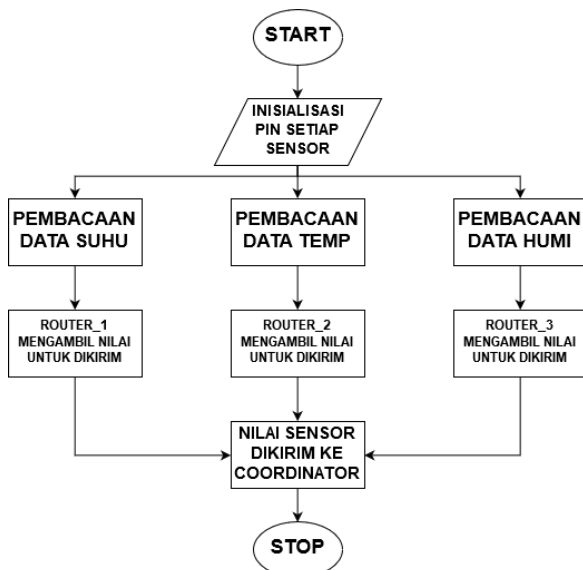 START
INISIALISASI
PIN SETIAP
SENSOR
PEMBACAAN
DATA SUHU
PEMBACAAN
DATA TEMP
PEMBACAAN
DATA HUMI
ROUTER_1
MENGAMBIL NILAI
UNTUK DIKIRIM
ROUTER_2
MENGAMBIL NILAI
UNTUK DIKIRIM
ROUTER_3
MENGAMBIL NILAI
UNTUK DIKIRIM
NILAI SENSOR
DIKIRIM KE
COORDINATOR
STOP